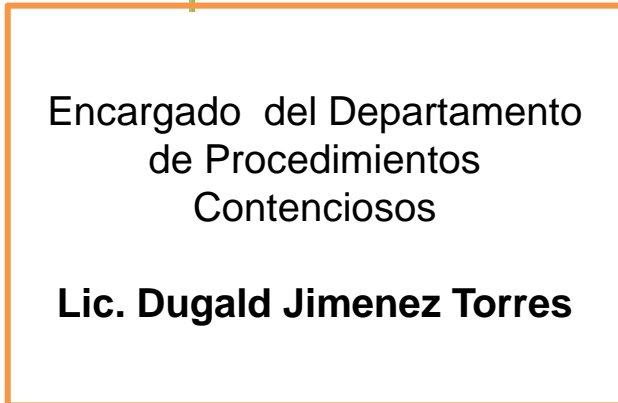 Encargado  del Departamento
de Procedimientos
Contenciosos
Lic. Dugald Jimenez Torres